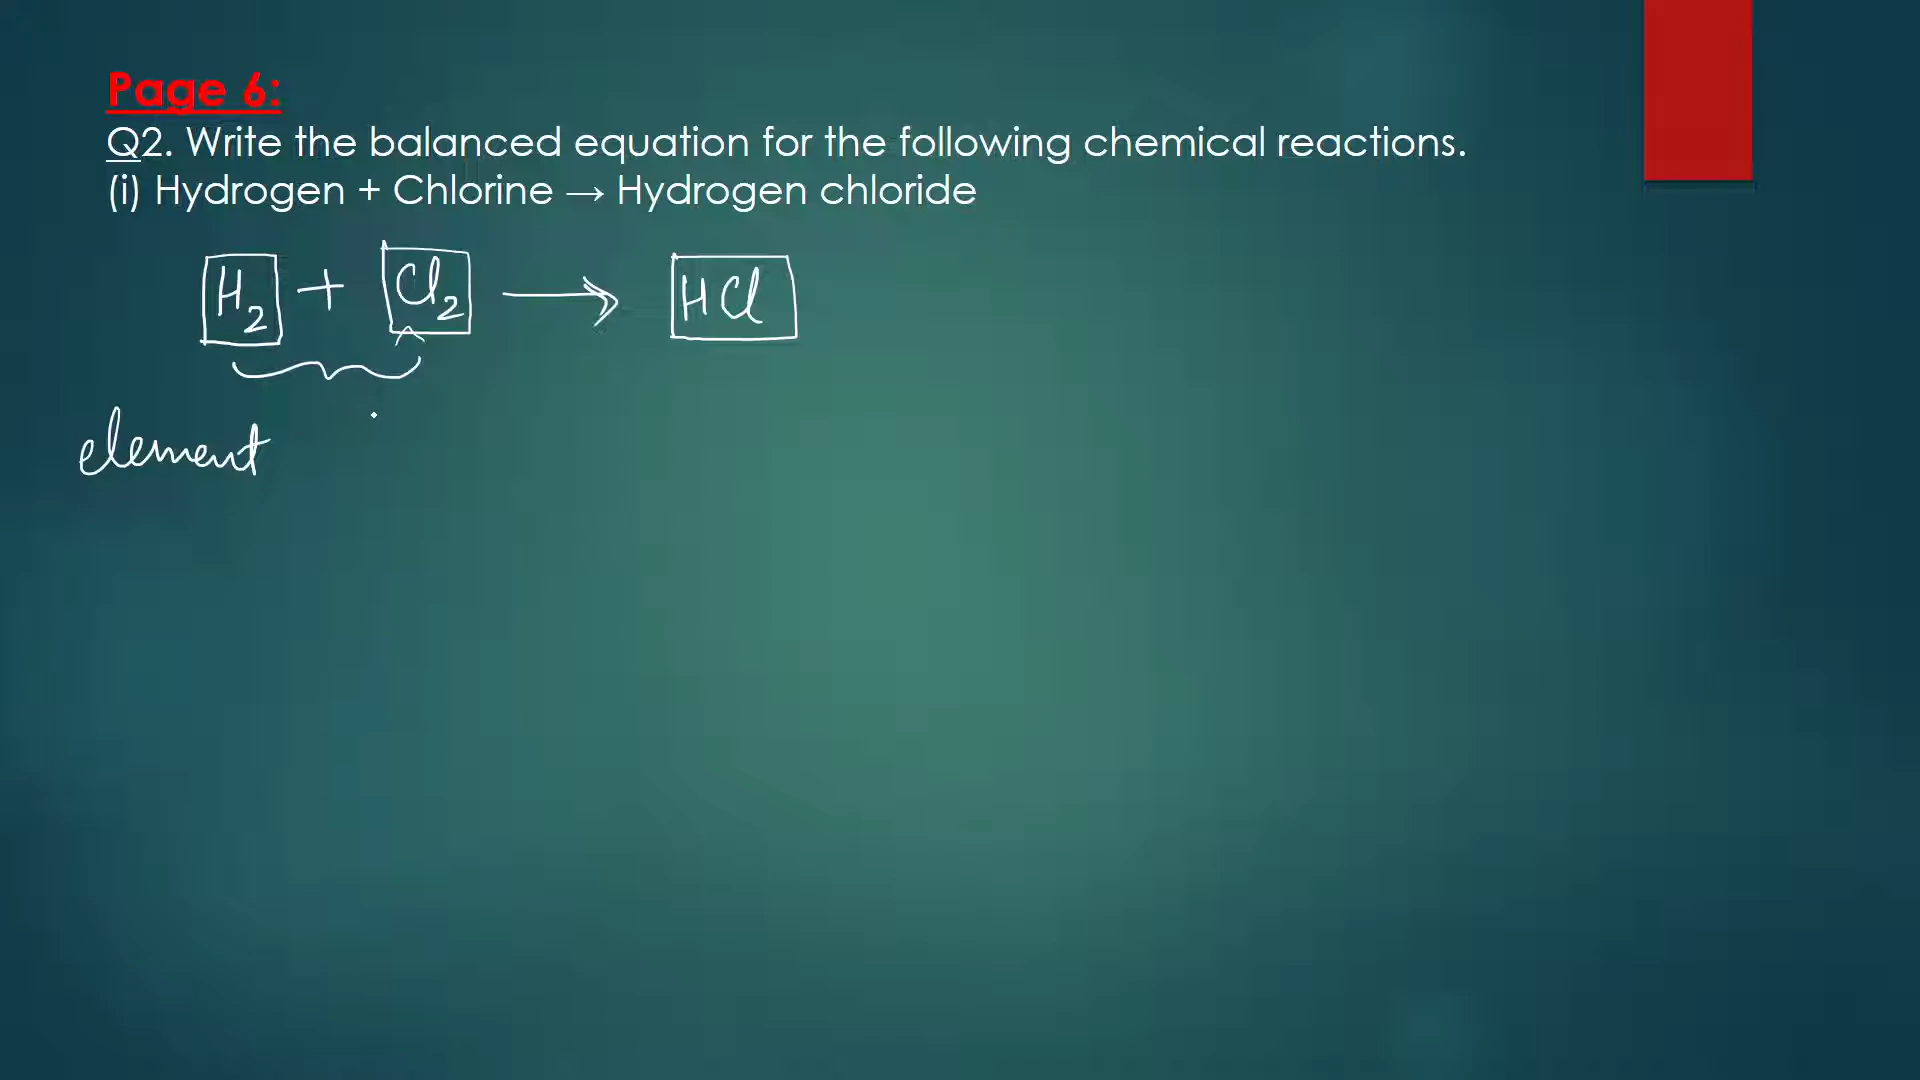 Page 6:
Q2. Write the balanced equation for the following chemical reactions.
(i) Hydrogen + Chlorine → Hydrogen chloride
H₂ + Cl₂ ⟶ HCl
element